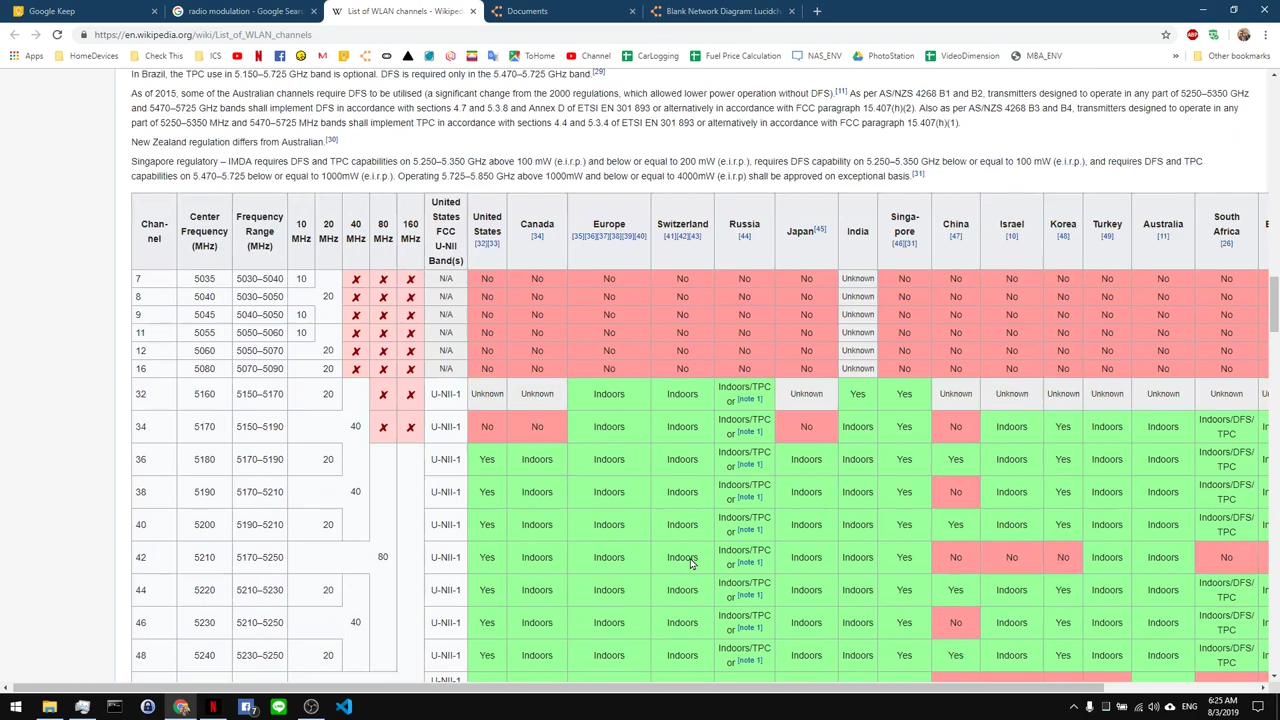 Google Keep
radio modulation - Google Sear
List of WLAN channels - Wikiped
Documents
Blank Network Diagram: Lucidch
https://en.wikipedia.org/wiki/List_of_WLAN_channels
Apps HomeDevices Check This ICS ToHome Channel CarLogging Fuel Price Calculation NAS_ENV PhotoStation VideoDimension MBA_ENV » Other bookmarks
In Brazil, the TPC use in 5.150–5.725 GHz band is optional. DFS is required only in the 5.470–5.725 GHz band.[29]
As of 2015, some of the Australian channels require DFS to be utilised (a significant change from the 2000 regulations, which allowed lower power operation without DFS).[11] As per AS/NZS 4268 B1 and B2, transmitters designed to operate in any part of 5250–5350 GHz
and 5470–5725 GHz bands shall implement DFS in accordance with sections 4.7 and 5.3.8 and Annex D of ETSI EN 301 893 or alternatively in accordance with FCC paragraph 15.407(h)(2). Also as per AS/NZS 4268 B3 and B4, transmitters designed to operate in any
part of 5250–5350 MHz and 5470–5725 MHz bands shall implement TPC in accordance with sections 4.4 and 5.3.4 of ETSI EN 301 893 or alternatively in accordance with FCC paragraph 15.407(h)(1).
New Zealand regulation differs from Australian.[30]
Singapore regulatory – IMDA requires DFS and TPC capabilities on 5.250–5.350 GHz above 100 mW (e.i.r.p.) and below or equal to 200 mW (e.i.r.p.), requires DFS capability on 5.250–5.350 GHz below or equal to 100 mW (e.i.r.p.), and requires DFS and TPC
capabilities on 5.470–5.725 below or equal to 1000mW (e.i.r.p.). Operating 5.725–5.850 GHz above 1000mW and below or equal to 4000mW (e.i.r.p) shall be approved on exceptional basis.[31]
Chan-
nel
Center
Frequency
(MHz)
Frequency
Range
(MHz)
10
MHz
20
MHz
40
MHz
80
MHz
160
MHz
United
States
FCC
U-NII
Band(s)
United
States
[32][33]
Canada
[34]
Europe
[35][36][37][38][39][40]
Switzerland
[41][42][43]
Russia
[44]
Japan[45]
India
Singa-
pore
[46][31]
China
[47]
Israel
[10]
Korea
[48]
Turkey
[49]
Australia
[11]
South
Africa
[26]
7 5035 5030–5040 10 ✘ ✘ ✘ N/A No No No No No No Unknown No No No No No No No
8 5040 5030–5050 20 ✘ ✘ ✘ N/A No No No No No No Unknown No No No No No No No
9 5045 5040–5050 10 ✘ ✘ ✘ N/A No No No No No No Unknown No No No No No No No
11 5055 5050–5060 10 ✘ ✘ ✘ N/A No No No No No No Unknown No No No No No No No
12 5060 5050–5070 20 ✘ ✘ ✘ N/A No No No No No No Unknown No No No No No No No
16 5080 5070–5090 20 ✘ ✘ ✘ N/A No No No No No No Unknown No No No No No No No
32 5160 5150–5170 20 ✘ ✘ U-NII-1 Unknown Unknown Indoors Indoors Indoors/TPC or [note 1] Unknown Yes Yes Unknown Unknown Unknown Unknown Unknown Unknown
34 5170 5150–5190 40 ✘ ✘ U-NII-1 No No Indoors Indoors Indoors/TPC or [note 1] No Indoors Yes No Indoors Yes Indoors Indoors Indoors/DFS/ TPC
36 5180 5170–5190 20 U-NII-1 Yes Indoors Indoors Indoors Indoors/TPC or [note 1] Indoors Indoors Yes Yes Indoors Yes Indoors Indoors Indoors/DFS/ TPC
38 5190 5170–5210 40 U-NII-1 Yes Indoors Indoors Indoors Indoors/TPC or [note 1] Indoors Indoors Yes No Indoors Yes Indoors Indoors Indoors/DFS/ TPC
40 5200 5190–5210 20 U-NII-1 Yes Indoors Indoors Indoors Indoors/TPC or [note 1] Indoors Indoors Yes Yes Indoors Yes Indoors Indoors Indoors/DFS/ TPC
42 5210 5170–5250 80 U-NII-1 Yes Indoors Indoors Indoors Indoors/TPC or [note 1] Indoors Indoors Yes No No No Indoors Indoors No
44 5220 5210–5230 20 U-NII-1 Yes Indoors Indoors Indoors Indoors/TPC or [note 1] Indoors Indoors Yes Yes Indoors Yes Indoors Indoors Indoors/DFS/ TPC
46 5230 5210–5250 40 U-NII-1 Yes Indoors Indoors Indoors Indoors/TPC or [note 1] Indoors Indoors Yes No Indoors Yes Indoors Indoors Indoors/DFS/ TPC
48 5240 5230–5250 20 U-NII-1 Yes Indoors Indoors Indoors Indoors/TPC or [note 1] Indoors Indoors Yes Yes Indoors Yes Indoors Indoors Indoors/DFS/ TPC
U-NII-1
ENG
6:25 AM
8/3/2019